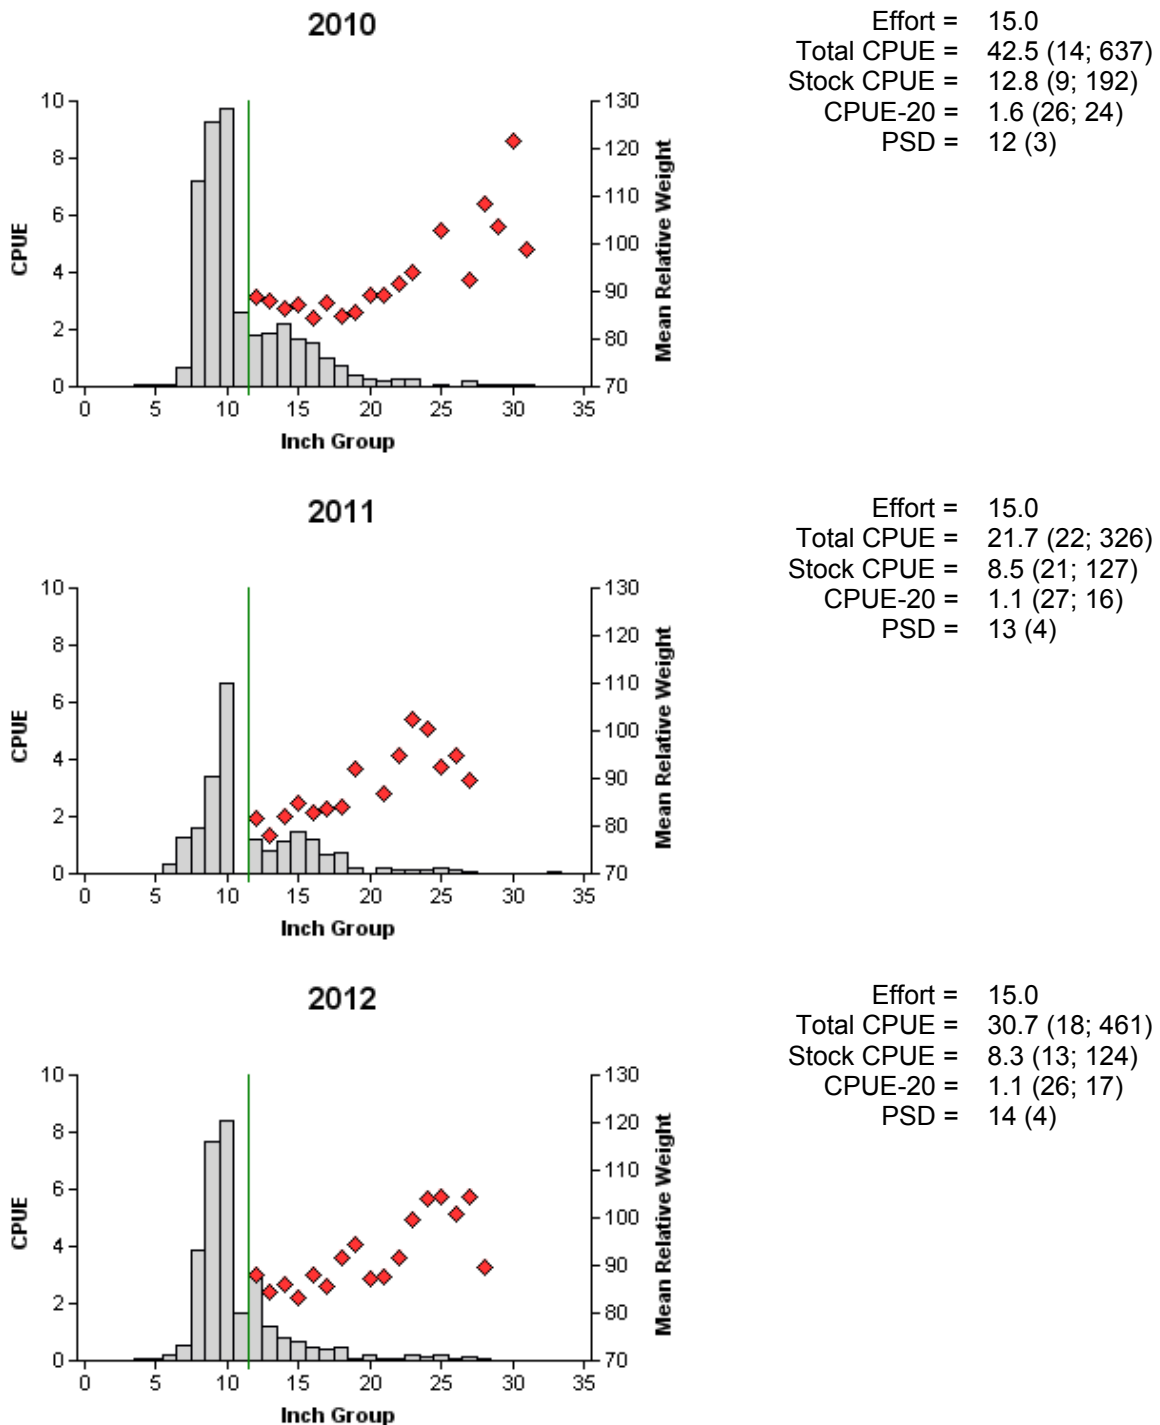 2010
Effort = 15.0
Total CPUE = 42.5 (14; 637)
Stock CPUE = 12.8 (9; 192)
CPUE-20 = 1.6 (26; 24)
PSD = 12 (3)
10 130
120
8
110
6
100
4
90
2
80
0 70
0 5 10 15 20 25 30 35
CPUE
Mean Relative Weight
Inch Group
2011
Effort = 15.0
Total CPUE = 21.7 (22; 326)
Stock CPUE = 8.5 (21; 127)
CPUE-20 = 1.1 (27; 16)
PSD = 13 (4)
10 130
120
8
110
6
100
4
90
2
80
0 70
0 5 10 15 20 25 30 35
CPUE
Mean Relative Weight
Inch Group
2012
Effort = 15.0
Total CPUE = 30.7 (18; 461)
Stock CPUE = 8.3 (13; 124)
CPUE-20 = 1.1 (26; 17)
PSD = 14 (4)
10 130
120
8
110
6
100
4
90
2
80
0 70
0 5 10 15 20 25 30 35
CPUE
Mean Relative Weight
Inch Group